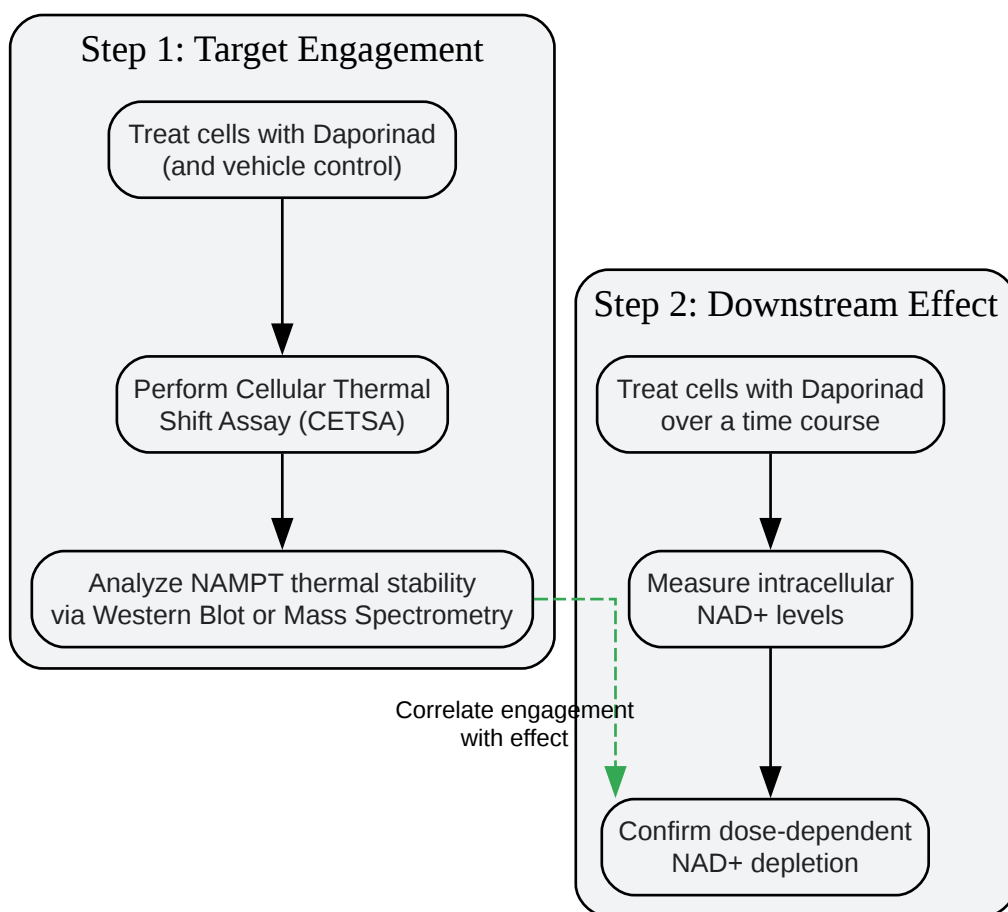 Step 1: Target Engagement
Treat cells with Daporinad
(and vehicle control)
Perform Cellular Thermal
Shift Assay (CETSA)
Analyze NAMPT thermal stability
via Western Blot or Mass Spectrometry
Correlate engagement
with effect
Step 2: Downstream Effect
Treat cells with Daporinad
over a time course
Measure intracellular
NAD+ levels
Confirm dose-dependent
NAD+ depletion